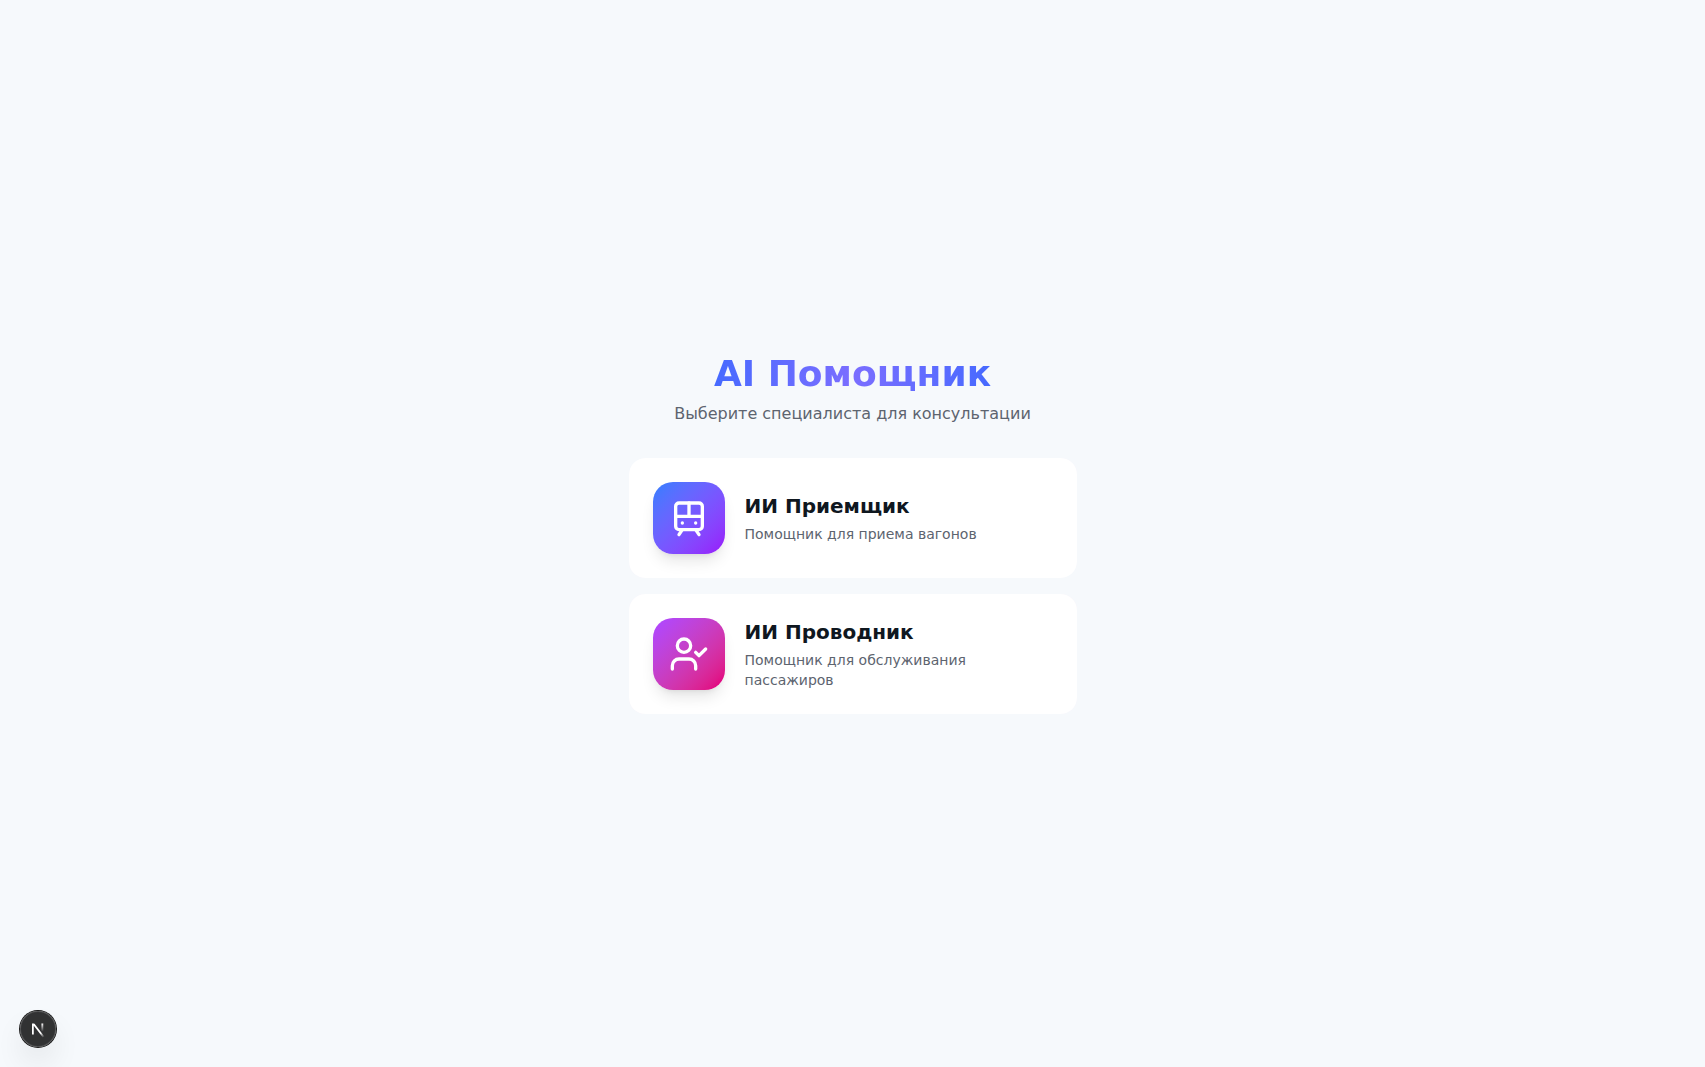 AI Помощник
Выберите специалиста для консультации
ИИ Приемщик
Помощник для приема вагонов
ИИ Проводник
Помощник для обслуживания
пассажиров
N